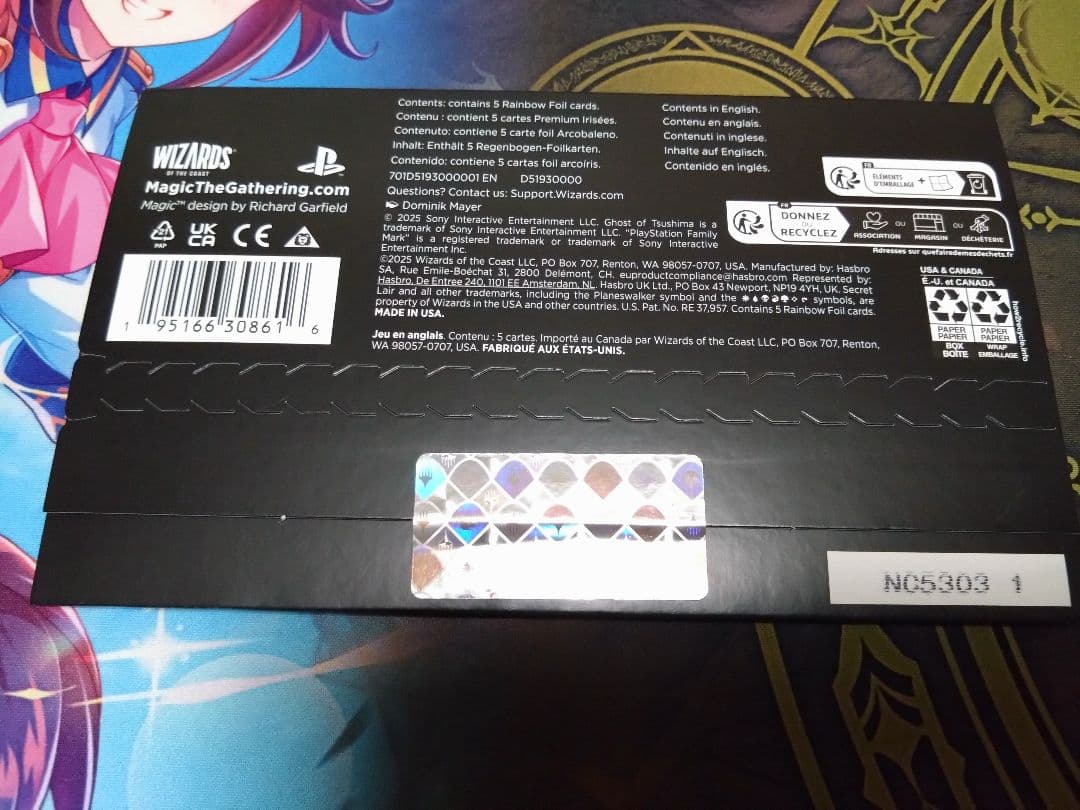 WIZARDS
OF THE COAST
MagicTheGathering.com
Magic™ design by Richard Garfield
21
PAP
UK
CA
CE
1 95166 30861 6
Contents: contains 5 Rainbow Foil cards.
Contenu : contient 5 cartes Premium Irisées.
Contenuto: contiene 5 carte foil Arcobaleno.
Inhalt: Enthält 5 Regenbogen-Foilkarten.
Contenido: contiene 5 cartas foil arcoíris.
701D5193000001 EN D51930000
Questions? Contact us: Support.Wizards.com
Dominik Mayer
© 2025 Sony Interactive Entertainment LLC. Ghost of Tsushima is a
trademark of Sony Interactive Entertainment LLC. "PlayStation Family
Mark" is a registered trademark or trademark of Sony Interactive
Entertainment Inc.
©2025 Wizards of the Coast LLC, PO Box 707, Renton, WA 98057-0707, USA. Manufactured by: Hasbro
SA, Rue Emile-Boéchat 31, 2800 Delémont, CH. euproductcompliance@hasbro.com Represented by:
Hasbro, De Entree 240, 1101 EE Amsterdam, NL. Hasbro UK Ltd., PO Box 43 Newport, NP19 4YH, UK. Secret
Lair and all other trademarks, including the Planeswalker symbol and the symbols, are
property of Wizards in the USA and other countries. U.S. Pat. No. RE 37,957. Contains 5 Rainbow Foil cards.
MADE IN USA.
Jeu en anglais. Contenu : 5 cartes. Importé au Canada par Wizards of the Coast LLC, PO Box 707, Renton,
WA 98057-0707, USA. FABRIQUÉ AUX ÉTATS-UNIS.
Contents in English.
Contenu en anglais.
Contenuti in inglese.
Inhalte auf Englisch.
Contenido en inglés.
FR
ÉLÉMENTS
D'EMBALLAGE +
FR
DONNEZ
OU
RECYCLEZ
ASSOCIATION OU MAGASIN OU DÉCHÈTERIE
Adresses sur quefairedemesdechets.fr
USA & CANADA
É.-U. et CANADA
PAPER PAPER
PAPIER PAPIER
BOX WRAP
BOÎTE EMBALLAGE
how2recycle.info
NC5303 1